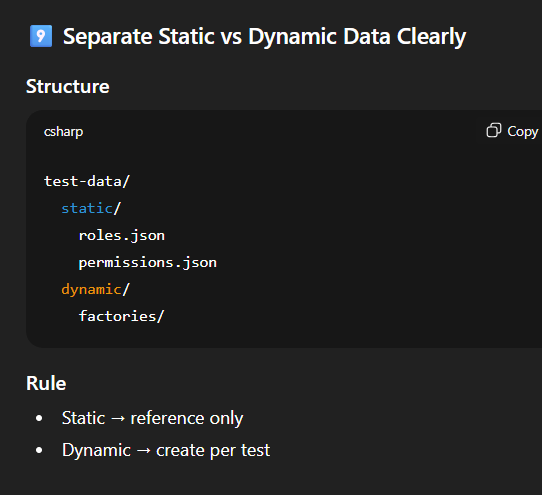 9️⃣ Separate Static vs Dynamic Data Clearly
Structure
csharp
Copy
test-data/
  static/
    roles.json
    permissions.json
  dynamic/
    factories/
Rule
• Static → reference only
• Dynamic → create per test